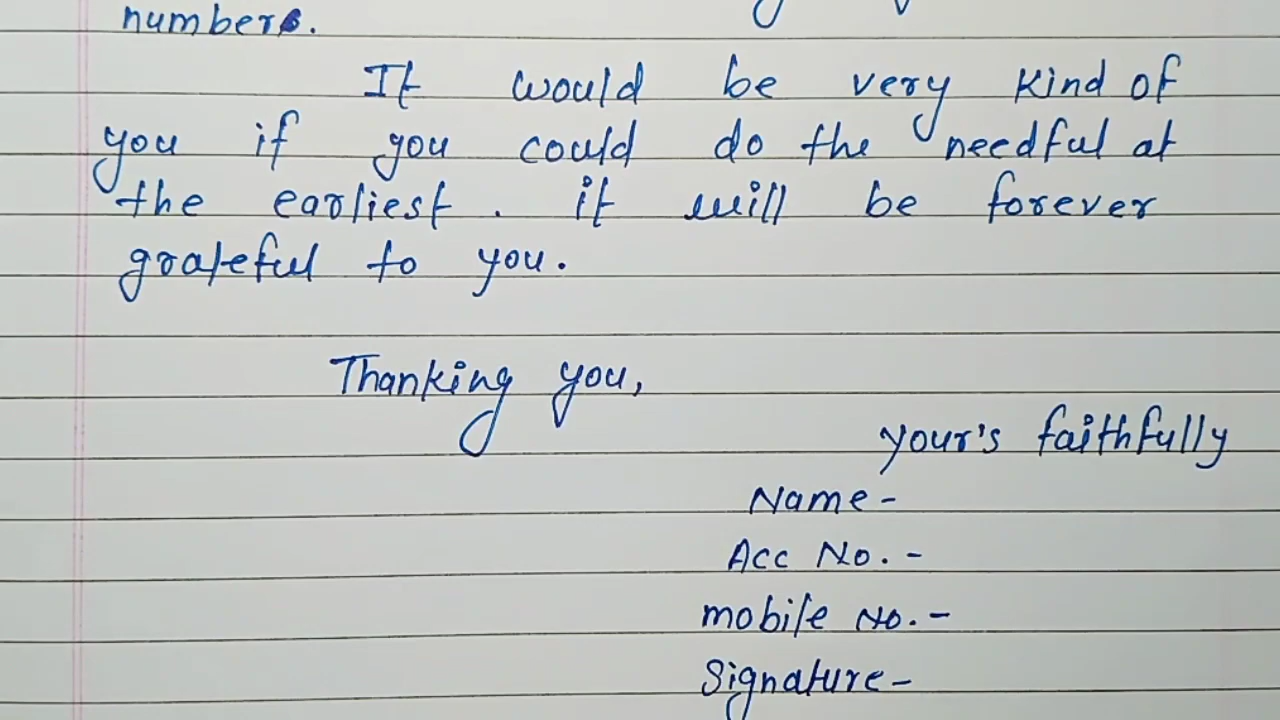 numbers.
It would be very kind of
you if you could do the needful at
the earliest. it will be forever
grateful to you.
Thanking you,
your's faithfully
Name-
Acc No.-
mobile No.-
Signature-